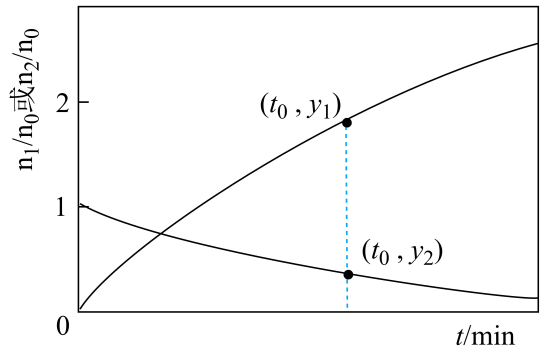 n₁/n₀或n₂/n₀
2
(t₀ , y₁)
1
(t₀ , y₂)
0
t/min